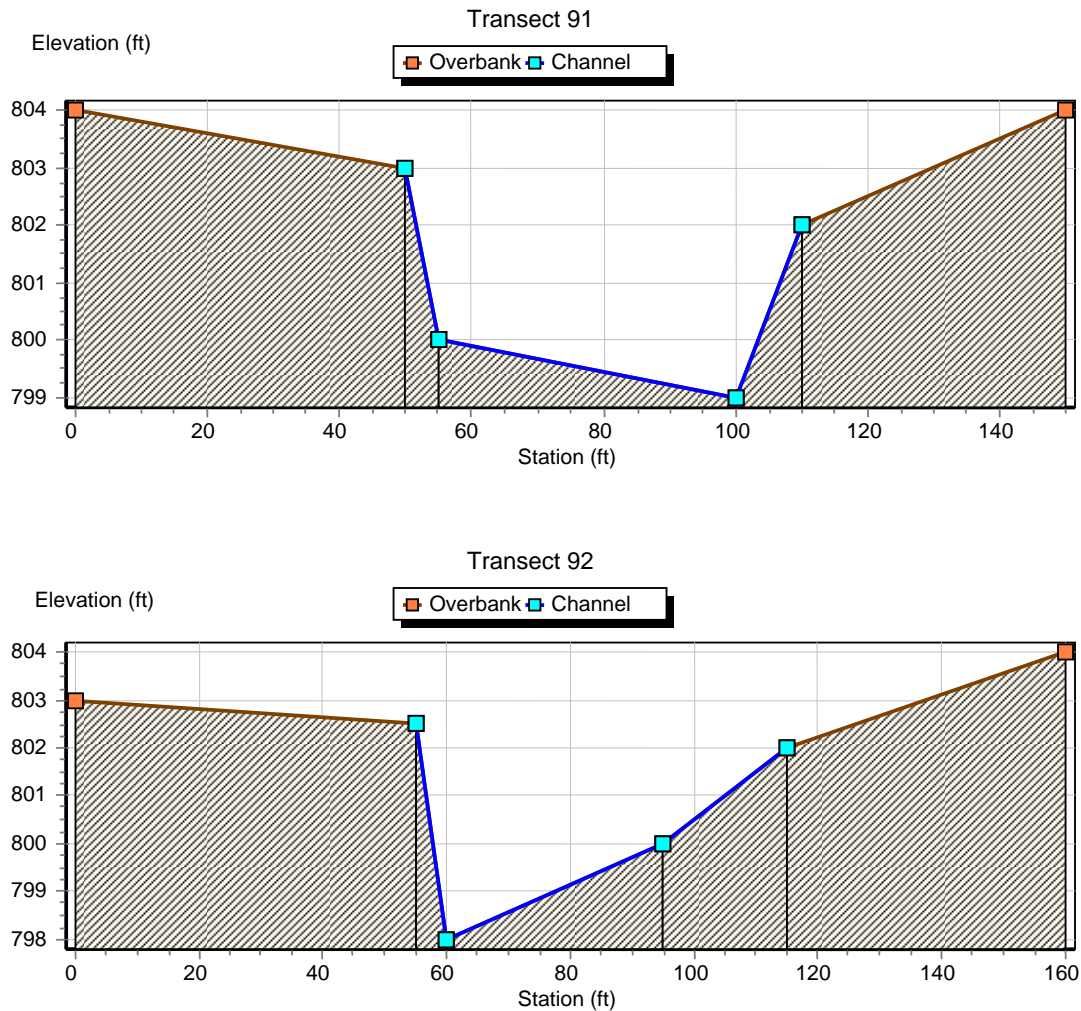 Transect 91
Elevation (ft)
Overbank Channel
804
803
802
801
800
799
0 20 40 60 80 100 120 140
Station (ft)
Transect 92
Elevation (ft)
Overbank Channel
804
803
802
801
800
799
798
0 20 40 60 80 100 120 140 160
Station (ft)